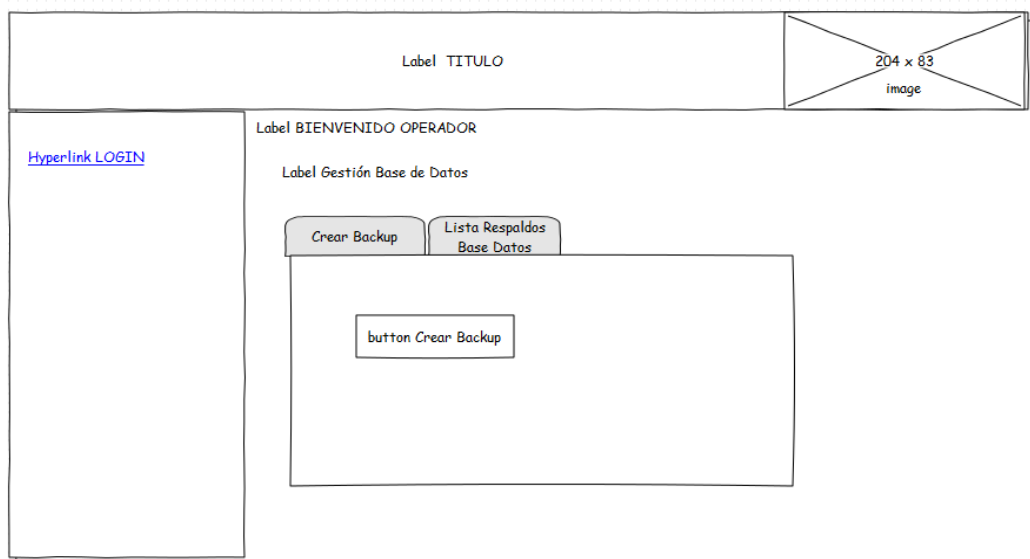 Label TITULO
204 x 83
image
Label BIENVENIDO OPERADOR
Hyperlink LOGIN
Label Gestión Base de Datos
Crear Backup
Lista Respaldos
Base Datos
button Crear Backup